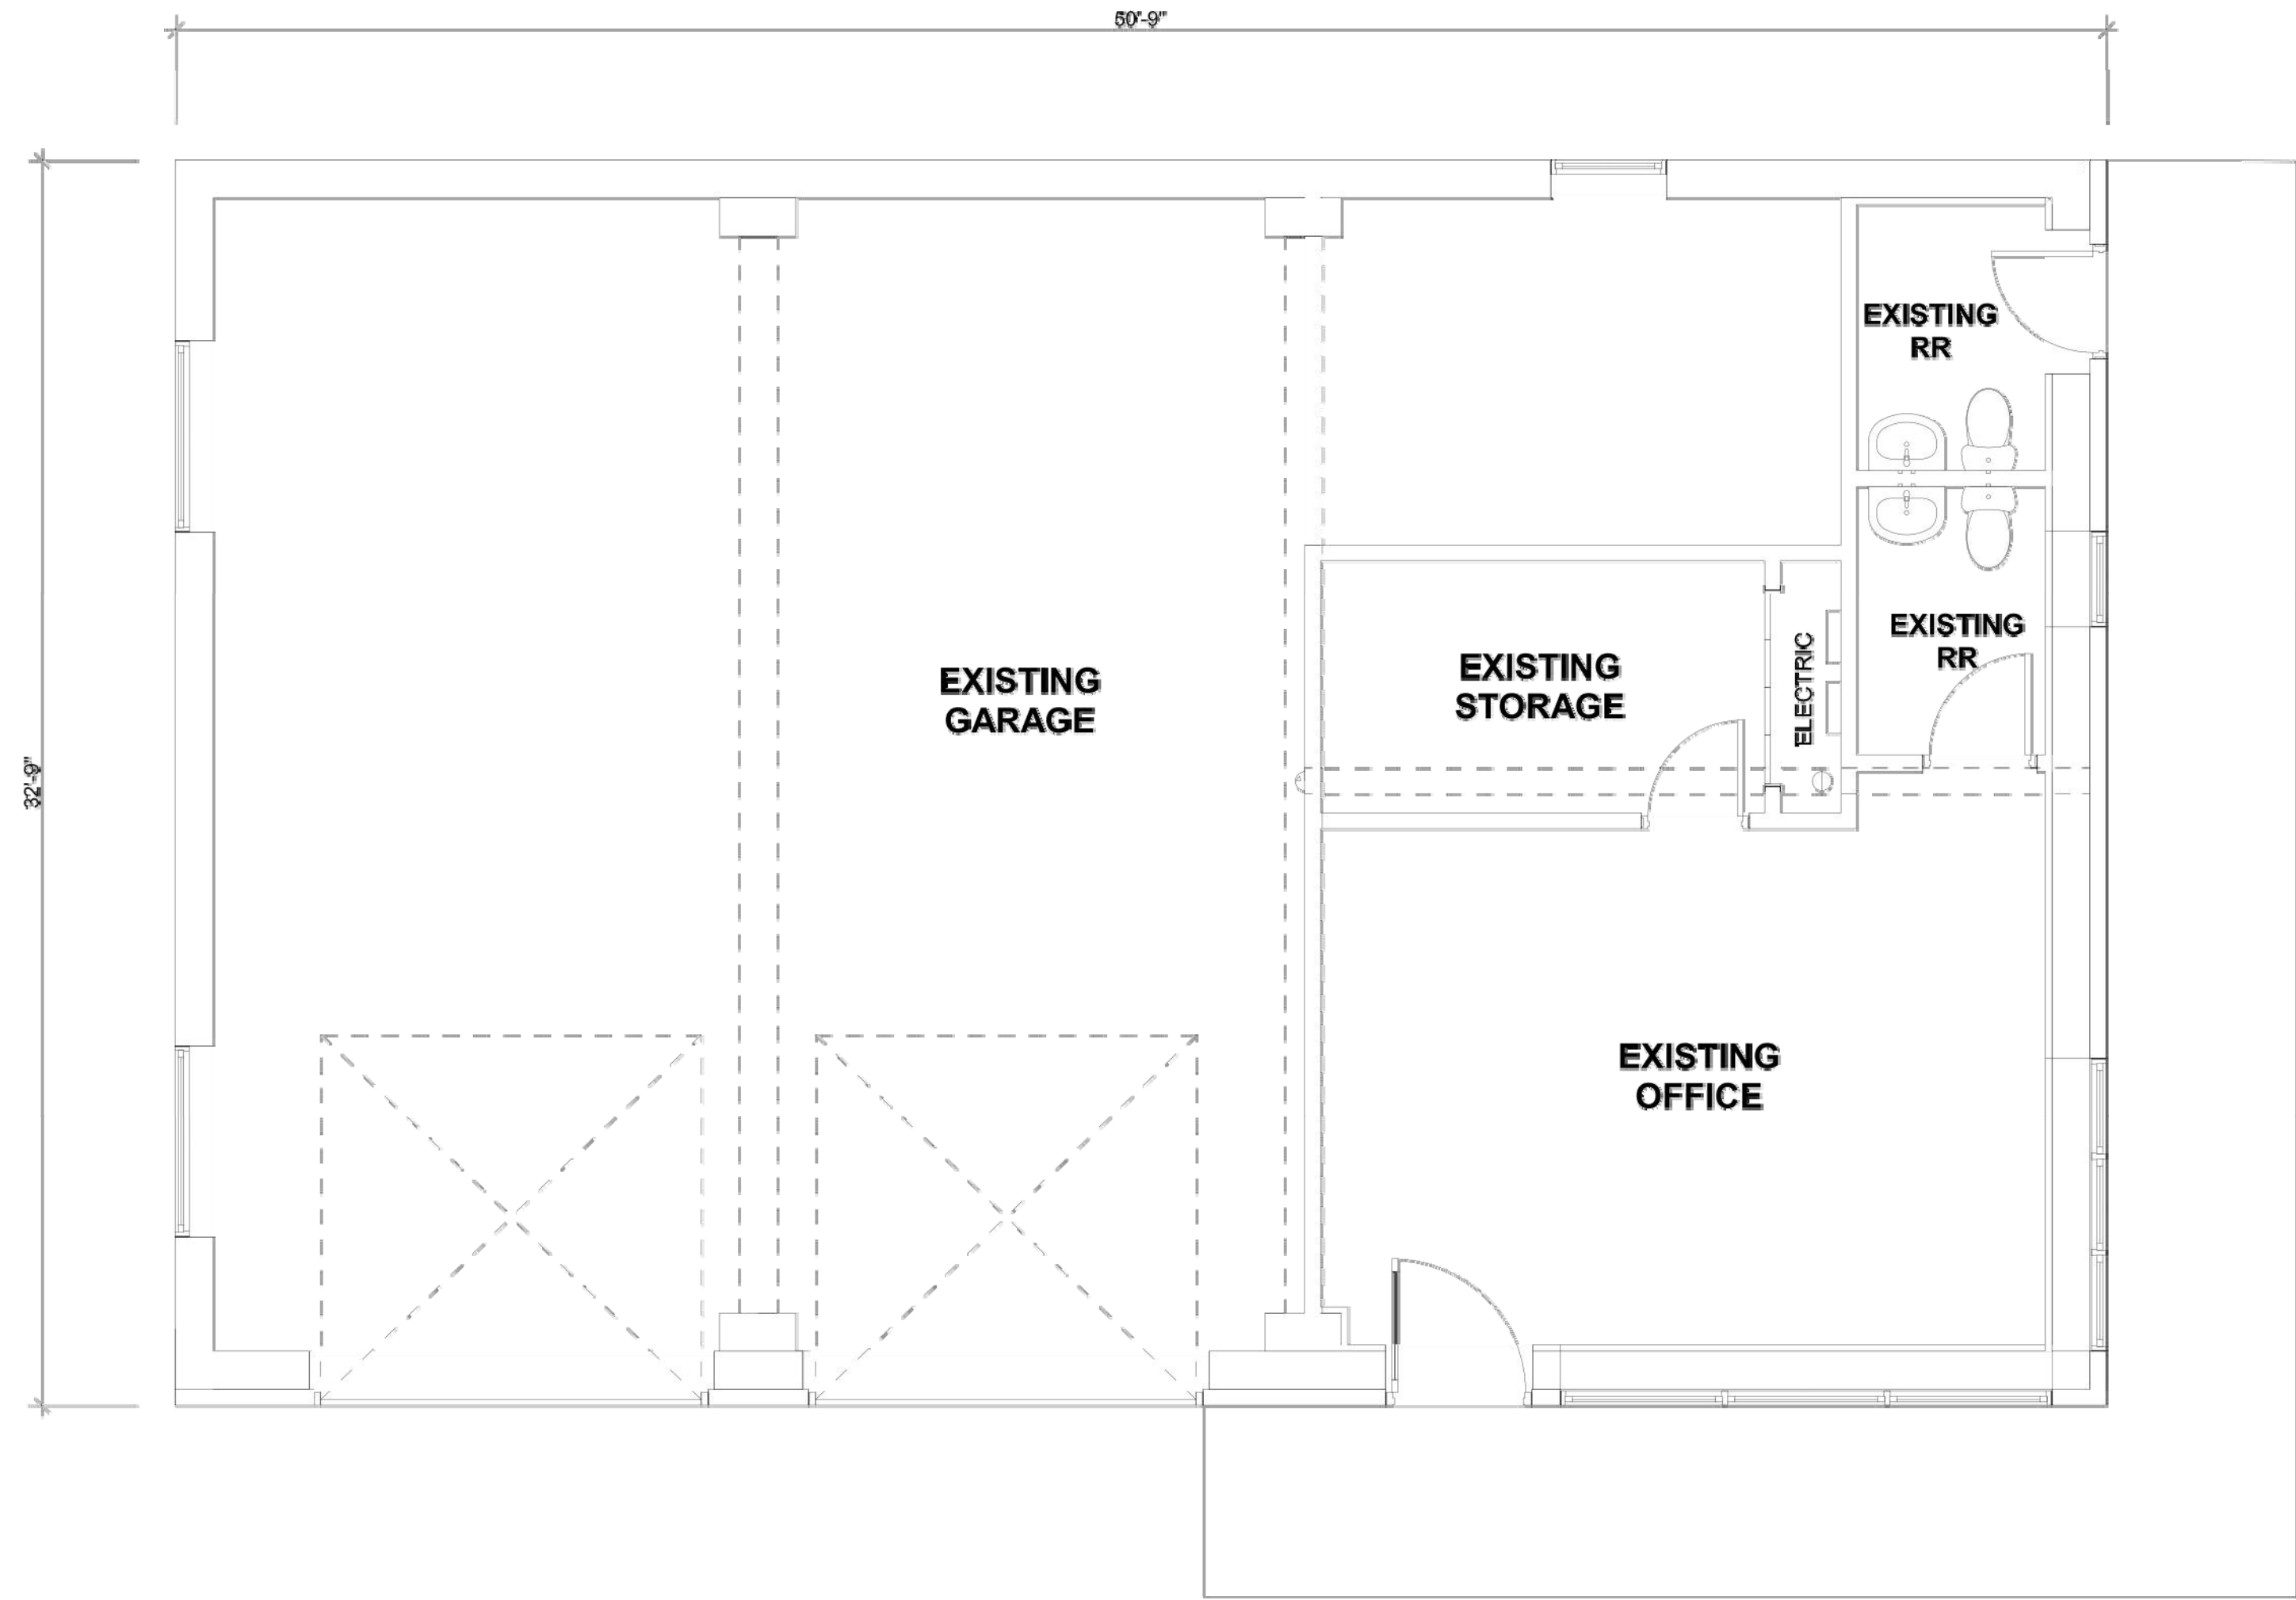 50'-9"
32'-9"
EXISTING
RR
EXISTING
RR
EXISTING
GARAGE
EXISTING
STORAGE
ELECTRIC
EXISTING
OFFICE